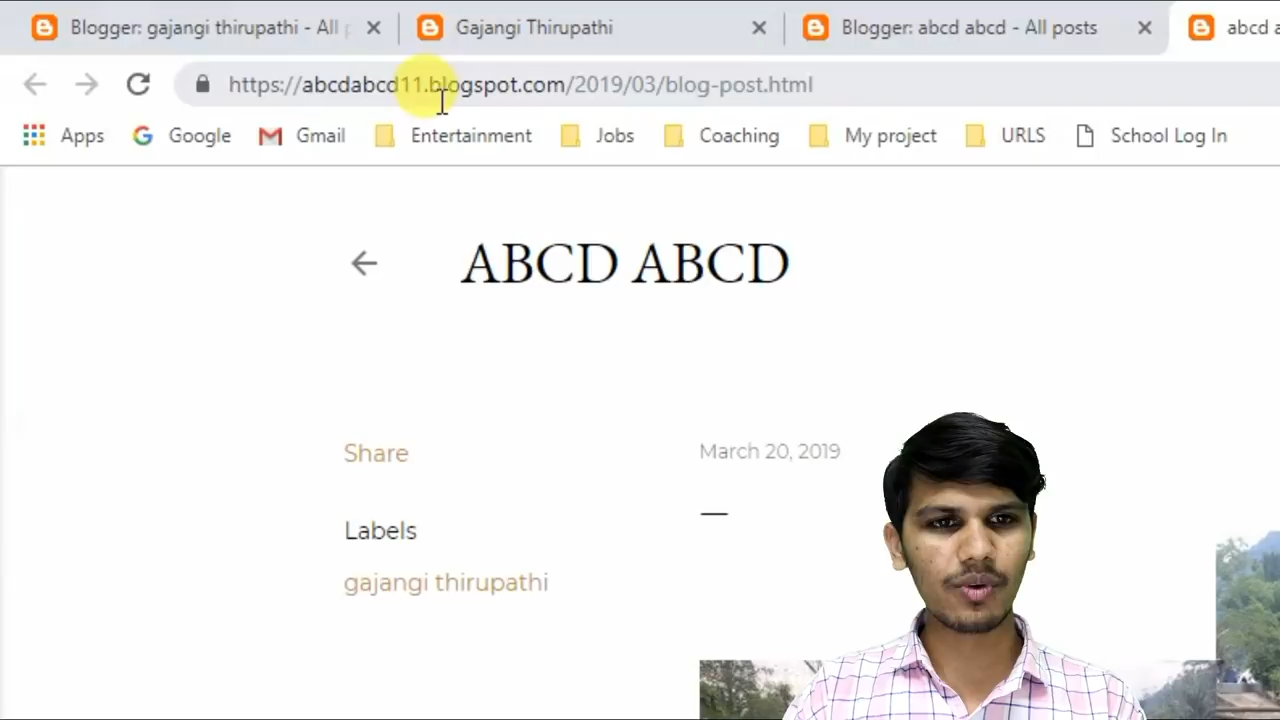 Blogger: gajangi thirupathi - All
Gajangi Thirupathi
Blogger: abcd abcd - All posts
abcd
https://abcdabcd11.blogspot.com/2019/03/blog-post.html
Apps
Google
Gmail
Entertainment
Jobs
Coaching
My project
URLS
School Log In
ABCD ABCD
Share
March 20, 2019
Labels
gajangi thirupathi